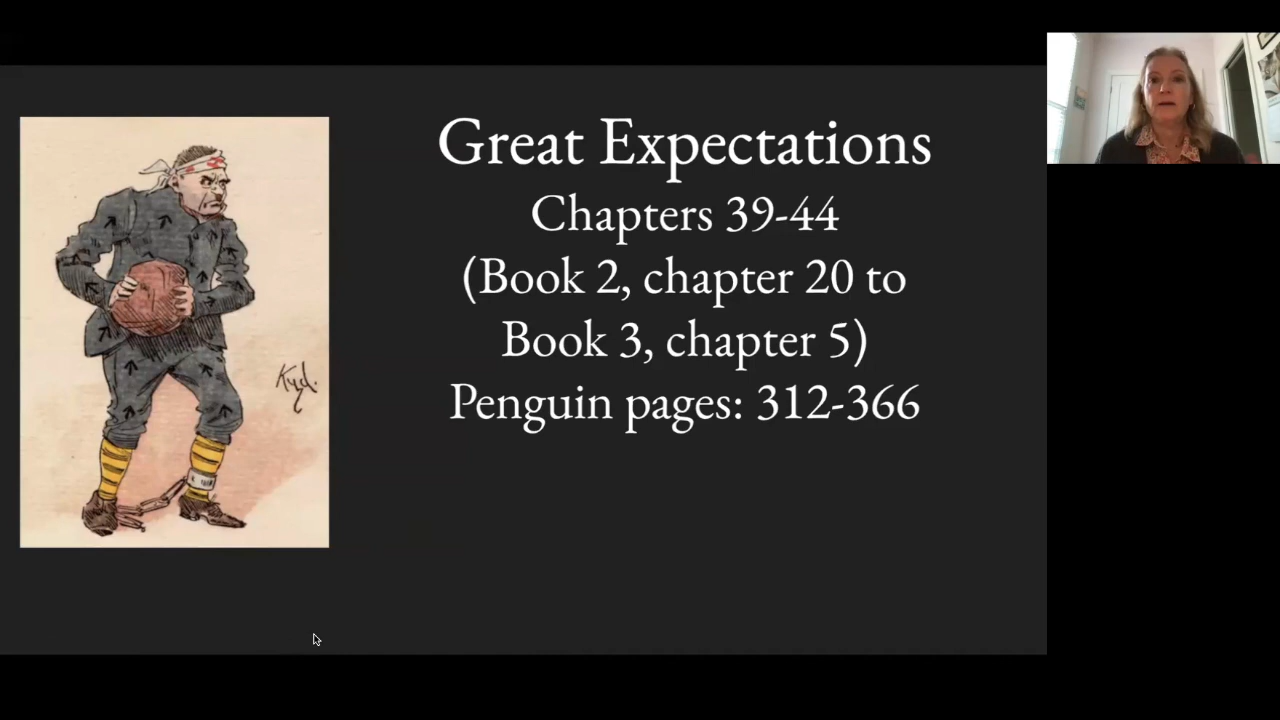 Great Expectations
Chapters 39-44
(Book 2, chapter 20 to
Book 3, chapter 5)
Penguin pages: 312-366
Kyd.